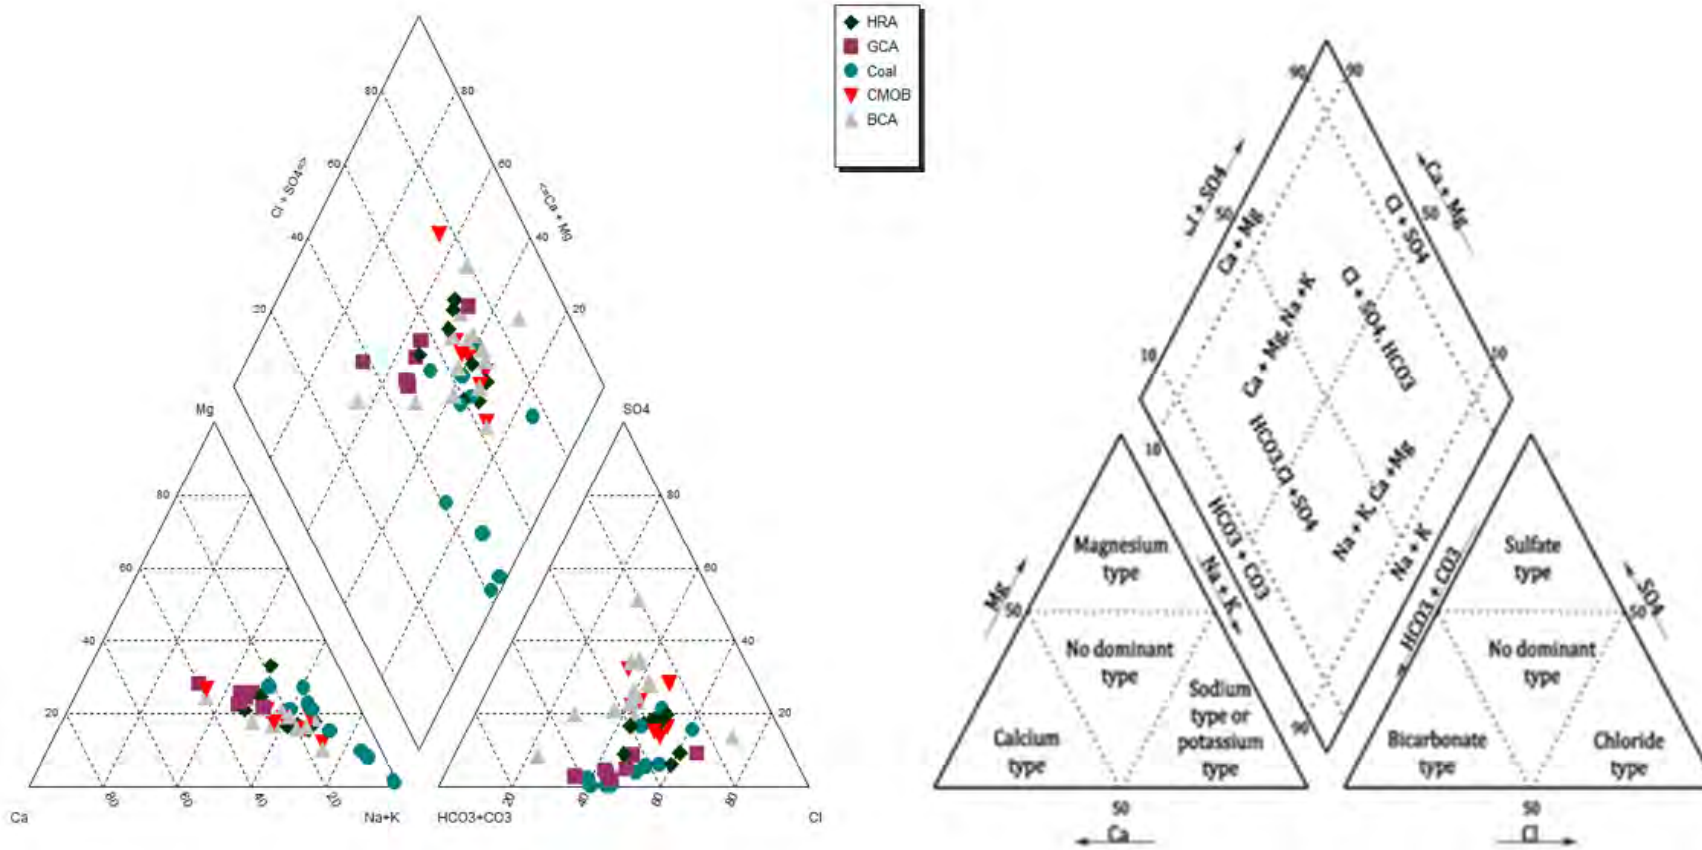 HRA
GCA
Coal
CMOB
BCA
80
80
60
60
40
40
20
20
Cl + SO4=>
<=Ca + Mg
Mg
SO4
80
80
60
60
40
40
20
20
80
60
40
20
20
40
60
80
Ca
Na+K
HCO3+CO3
Cl
90
90
Cl + SO4
Ca + Mg
50
50
Ca + Mg
Cl + SO4
Ca + Mg, Na +K
Cl + SO4, HCO3
10
10
10
HCO3,Cl +SO4
Na + K, Ca +Mg
HCO3 + CO3
Na + K
Na + K
HCO3 + CO3
90
Mg
50
Magnesium
type
No dominant
type
Calcium
type
Sodium
type or
potassium
type
50
Ca
SO4
50
Sulfate
type
No dominant
type
Bicarbonate
type
Chloride
type
50
Cl